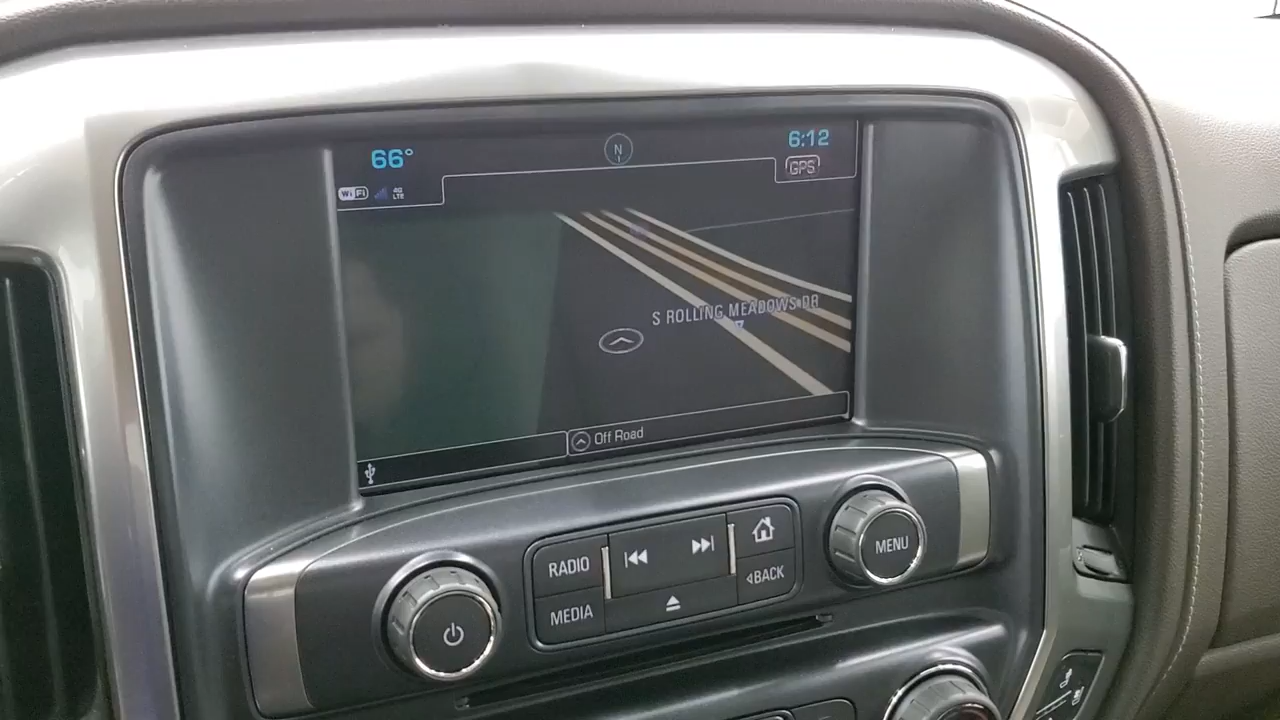 66°
N
6:12
GPS
WiFi
4G
LTE
S ROLLING MEADOWS DR
Off Road
RADIO
MEDIA
BACK
MENU